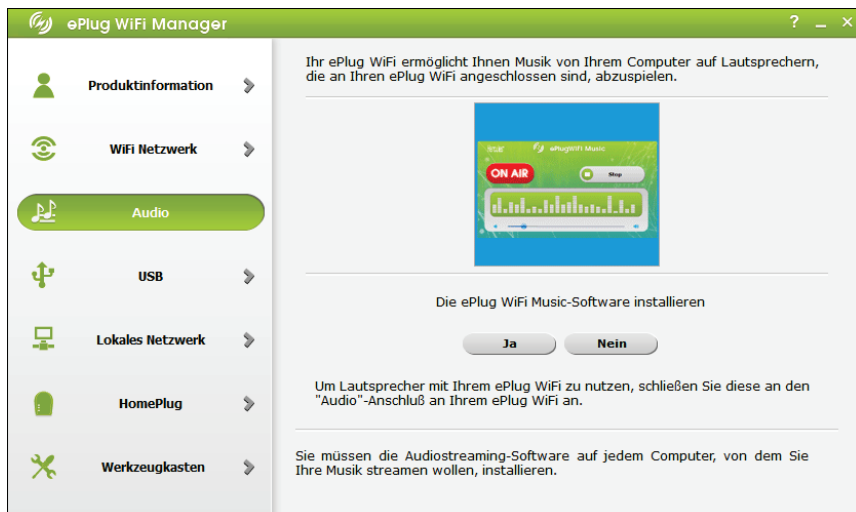 ePlug WiFi Manager
?
Produktinformation
WiFi Netzwerk
Audio
USB
Lokales Netzwerk
HomePlug
Werkzeugkasten
Ihr ePlug WiFi ermöglicht Ihnen Musik von Ihrem Computer auf Lautsprechern,
die an Ihren ePlug WiFi angeschlossen sind, abzuspielen.
ePlugWiFi Music
ON AIR
Stop
Die ePlug WiFi Music-Software installieren
Ja
Nein
Um Lautsprecher mit Ihrem ePlug WiFi zu nutzen, schließen Sie diese an den
"Audio"-Anschluß an Ihrem ePlug WiFi an.
Sie müssen die Audiostreaming-Software auf jedem Computer, von dem Sie
Ihre Musik streamen wollen, installieren.